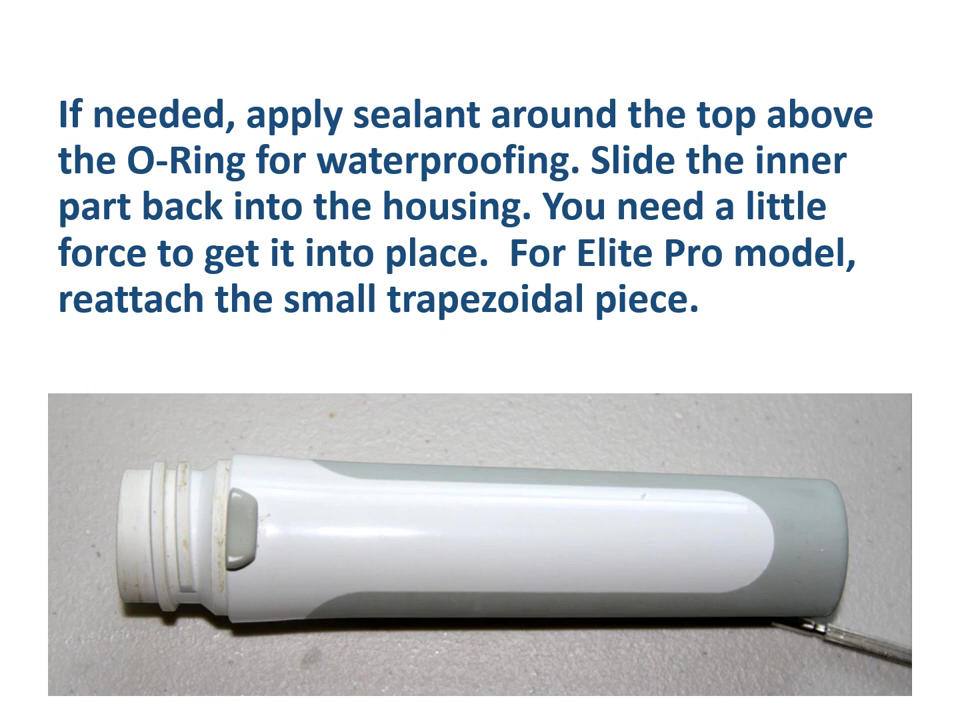 If needed, apply sealant around the top above
the O-Ring for waterproofing. Slide the inner
part back into the housing. You need a little
force to get it into place.  For Elite Pro model,
reattach the small trapezoidal piece.